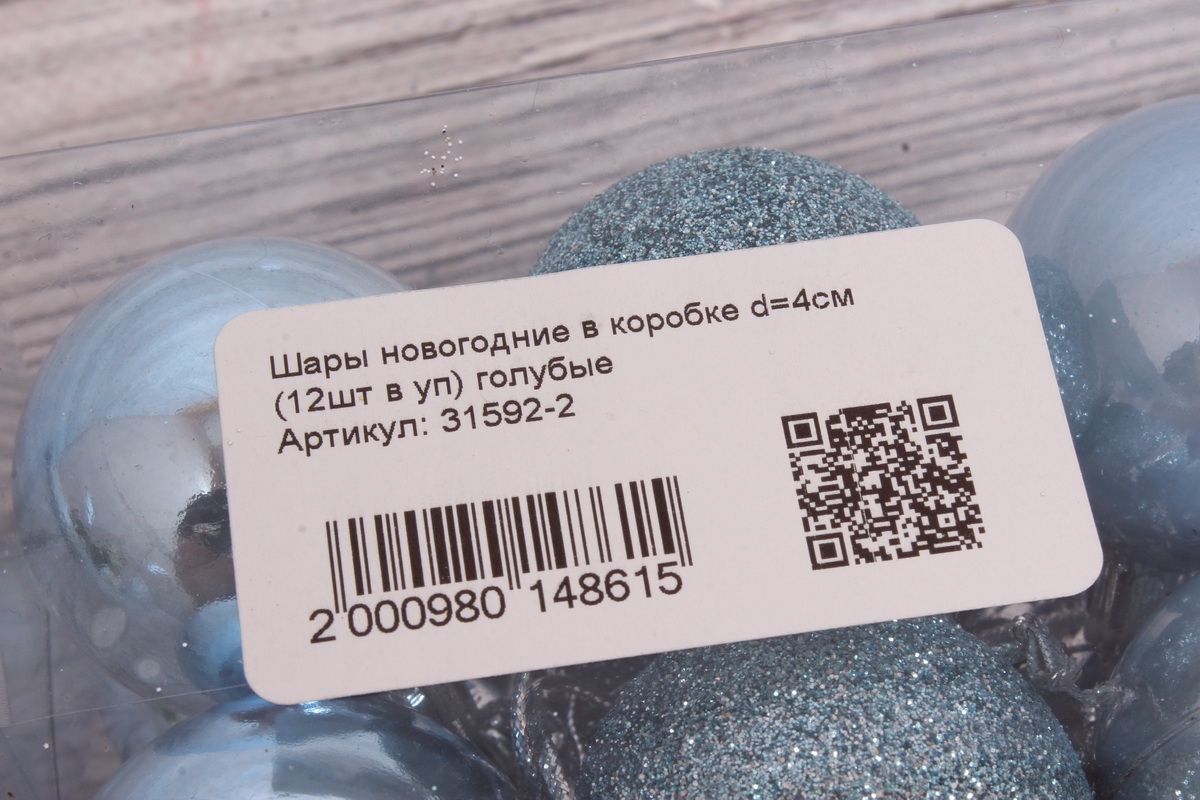 Шары новогодние в коробке d=4см
(12шт в уп) голубые
Артикул: 31592-2
2 000980 148615